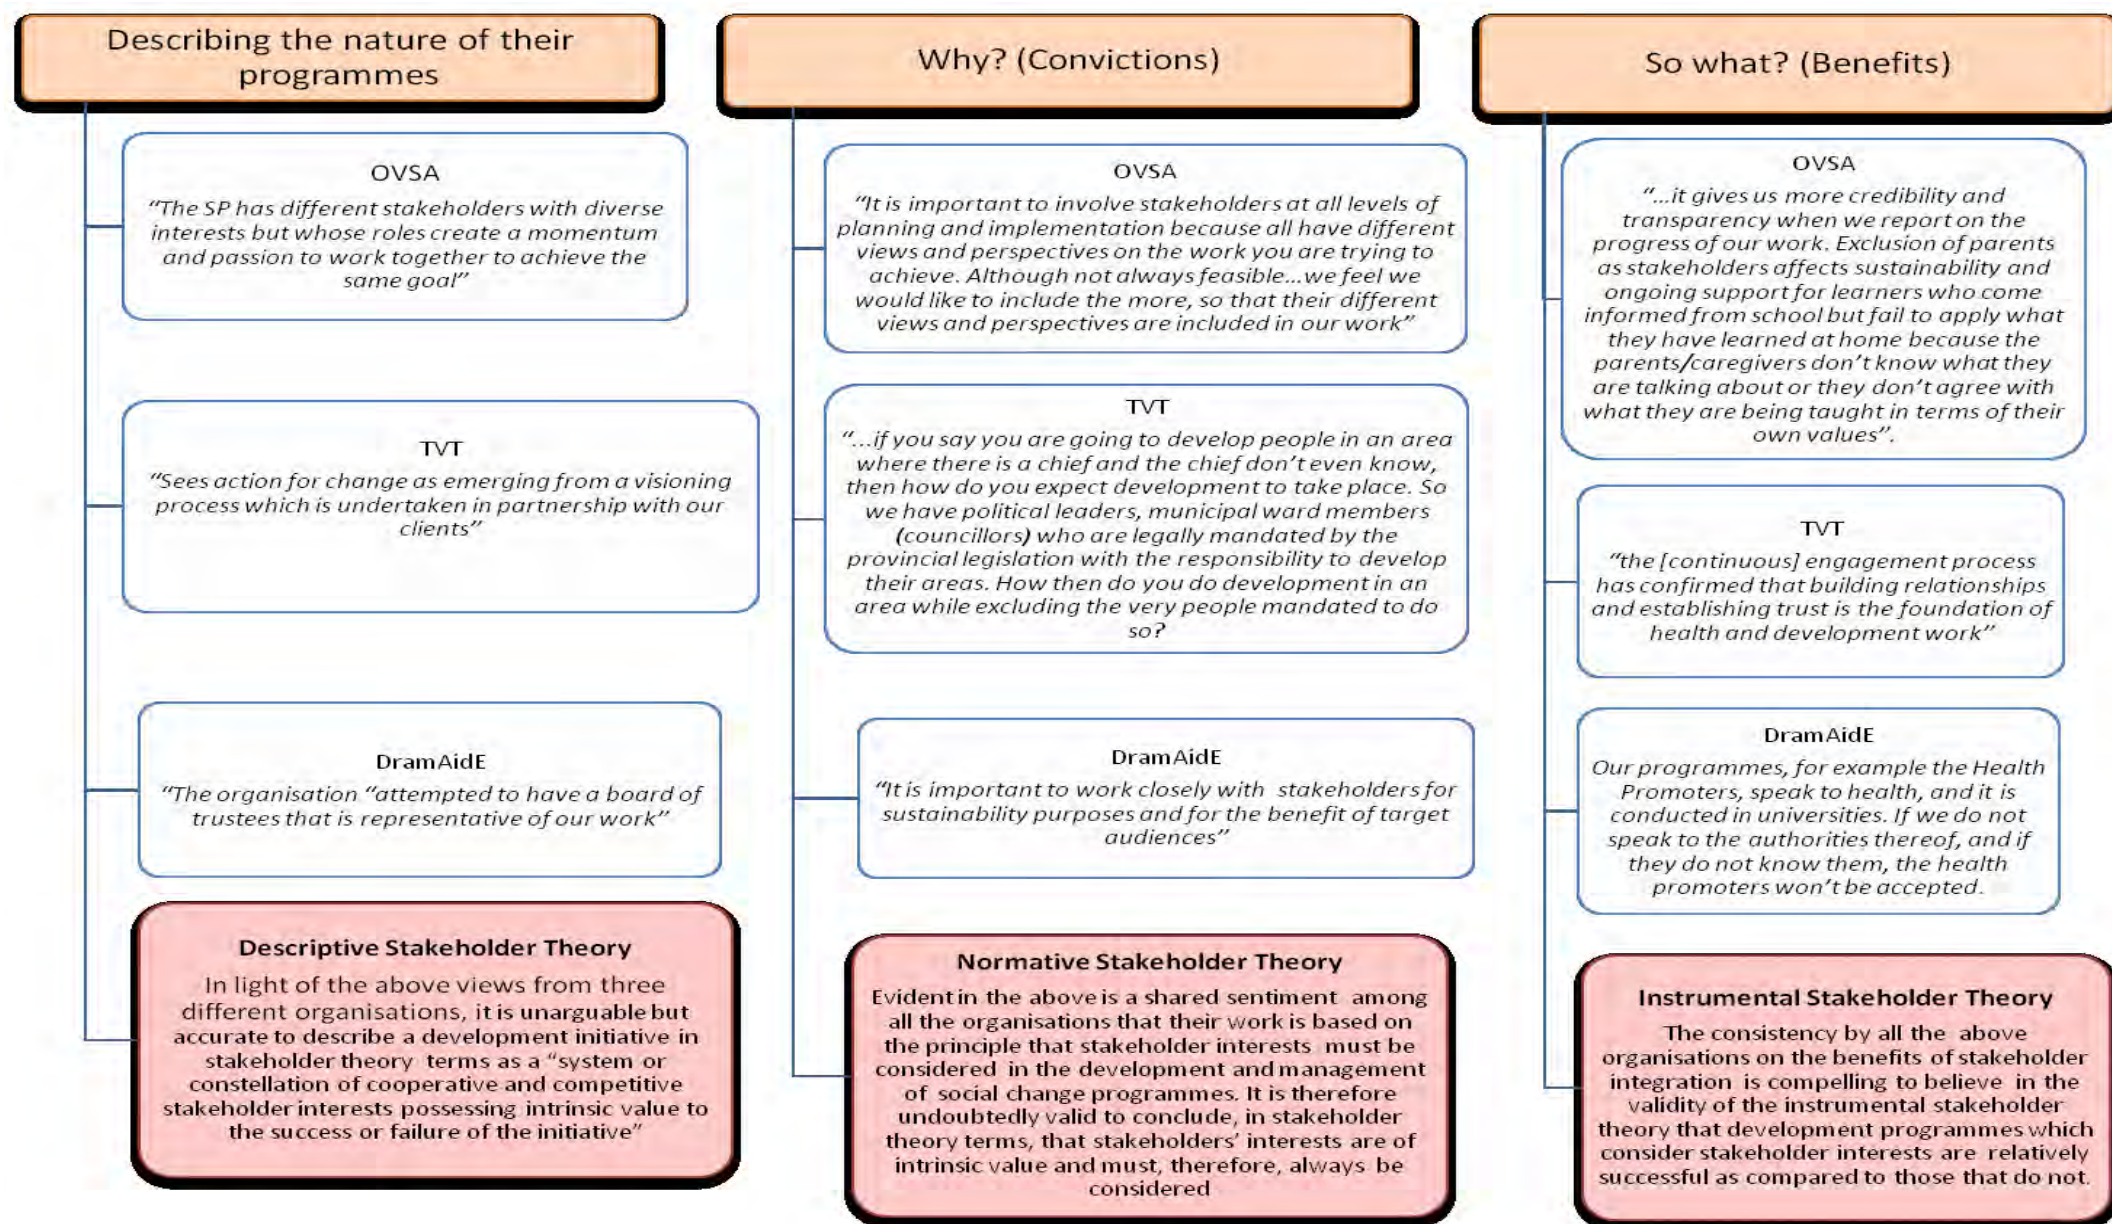 Describing the nature of their
programmes
OVSA
"The SP has different stakeholders with diverse
interests but whose roles create a momentum
and passion to work together to achieve the
same goal"
TVT
"Sees action for change as emerging from a visioning
process which is undertaken in partnership with our
clients"
DramAidE
"The organisation "attempted to have a board of
trustees that is representative of our work"
Descriptive Stakeholder Theory
In light of the above views from three
different organisations, it is unarguable but
accurate to describe a development initiative in
stakeholder theory terms as a "system or
constellation of cooperative and competitive
stakeholder interests possessing intrinsic value to
the success or failure of the initiative"
Why? (Convictions)
OVSA
"It is important to involve stakeholders at all levels of
planning and implementation because all have different
views and perspectives on the work you are trying to
achieve. Although not always feasible...we feel we
would like to include the more, so that their different
views and perspectives are included in our work"
TVT
"...if you say you are going to develop people in an area
where there is a chief and the chief don't even know,
then how do you expect development to take place. So
we have political leaders, municipal ward members
(councillors) who are legally mandated by the
provincial legislation with the responsibility to develop
their areas. How then do you do development in an
area while excluding the very people mandated to do
so?
DramAidE
"It is important to work closely with stakeholders for
sustainability purposes and for the benefit of target
audiences"
Normative Stakeholder Theory
Evident in the above is a shared sentiment among
all the organisations that their work is based on
the principle that stakeholder interests must be
considered in the development and management
of social change programmes. It is therefore
undoubtedly valid to conclude, in stakeholder
theory terms, that stakeholders' interests are of
intrinsic value and must, therefore, always be
considered
So what? (Benefits)
OVSA
"...it gives us more credibility and
transparency when we report on the
progress of our work. Exclusion of parents
as stakeholders affects sustainability and
ongoing support for learners who come
informed from school but fail to apply what
they have learned at home because the
parents/caregivers don't know what they
are talking about or they don't agree with
what they are being taught in terms of their
own values".
TVT
"the [continuous] engagement process
has confirmed that building relationships
and establishing trust is the foundation of
health and development work"
DramAidE
Our programmes, for example the Health
Promoters, speak to health, and it is
conducted in universities. If we do not
speak to the authorities thereof, and if
they do not know them, the health
promoters won't be accepted.
Instrumental Stakeholder Theory
The consistency by all the above
organisations on the benefits of stakeholder
integration is compelling to believe in the
validity of the instrumental stakeholder
theory that development programmes which
consider stakeholder interests are relatively
successful as compared to those that do not.